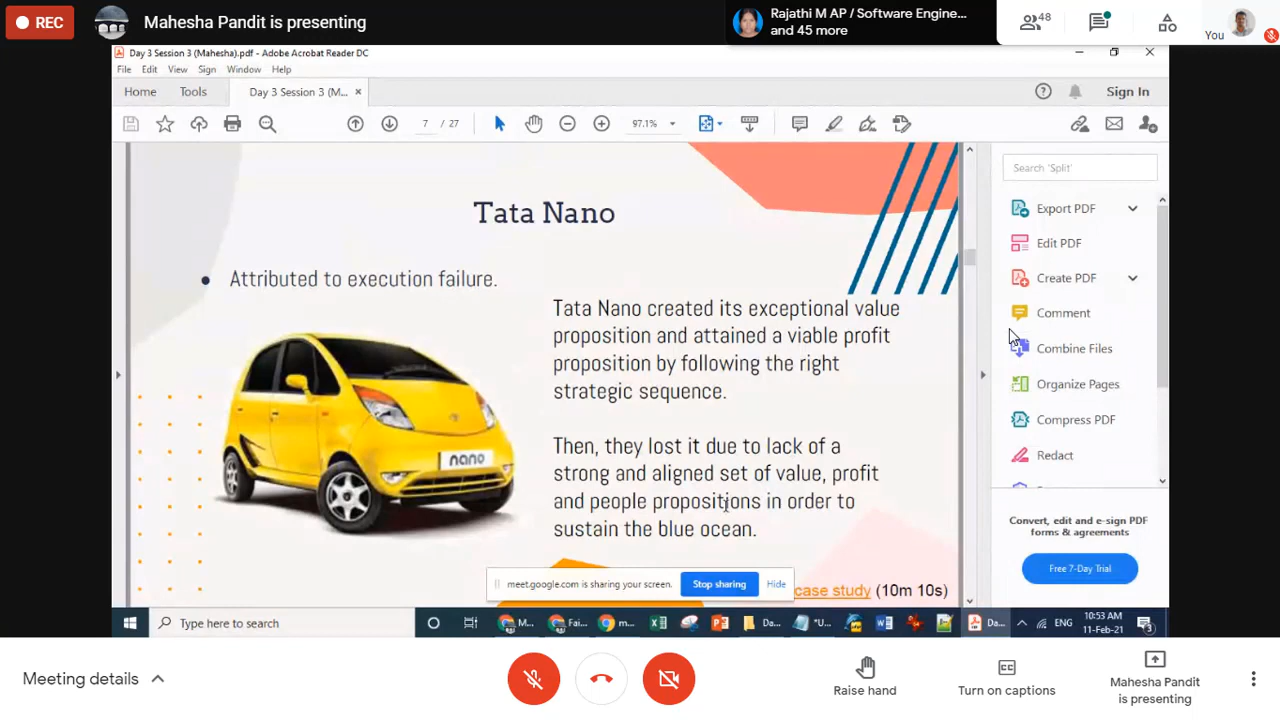 REC
Mahesha Pandit is presenting
Rajathi M AP / Software Enginee...
and 45 more
48
You
Day 3 Session 3 (Mahesha).pdf - Adobe Acrobat Reader DC
File Edit View Sign Window Help
Home Tools Day 3 Session 3 (M... × Sign In
7 / 27 97.1%
Search 'Split'
Export PDF
Edit PDF
Create PDF
Comment
Combine Files
Organize Pages
Compress PDF
Redact
Convert, edit and e-sign PDF
forms & agreements
Free 7-Day Trial
Tata Nano
• Attributed to execution failure.
Tata Nano created its exceptional value
proposition and attained a viable profit
proposition by following the right
strategic sequence.
Then, they lost it due to lack of a
strong and aligned set of value, profit
and people propositions in order to
sustain the blue ocean.
nano
case study (10m 10s)
meet.google.com is sharing your screen. Stop sharing Hide
Type here to search
M... Fai... m... Da... "U... Da... ENG
10:53 AM
11-Feb-21
3
Meeting details
Raise hand
Turn on captions
Mahesha Pandit
is presenting